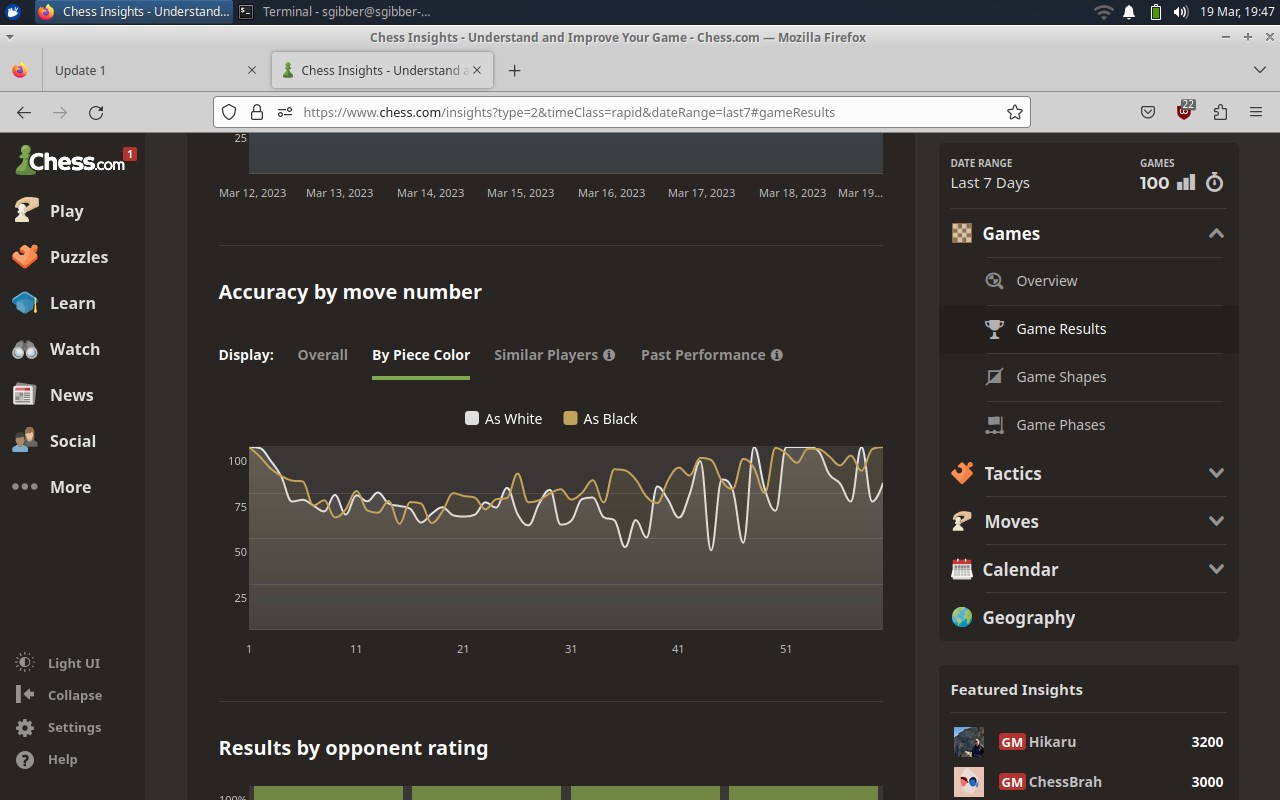 Chess Insights - Understand...
Terminal - sgibber@sgibber-...
19 Mar, 19:47
Chess Insights - Understand and Improve Your Game - Chess.com — Mozilla Firefox
Update 1
Chess Insights - Understand a
https://www.chess.com/insights?type=2&timeClass=rapid&dateRange=last7#gameResults
22
Chess.com
1
Play
Puzzles
Learn
Watch
News
Social
More
Light UI
Collapse
Settings
Help
25
Mar 12, 2023 Mar 13, 2023 Mar 14, 2023 Mar 15, 2023 Mar 16, 2023 Mar 17, 2023 Mar 18, 2023 Mar 19...
Accuracy by move number
Display: Overall By Piece Color Similar Players Past Performance
As White As Black
100
75
50
25
1 11 21 31 41 51
Results by opponent rating
100%
DATE RANGE GAMES
Last 7 Days 100
Games
Overview
Game Results
Game Shapes
Game Phases
Tactics
Moves
Calendar
Geography
Featured Insights
GM Hikaru 3200
GM ChessBrah 3000